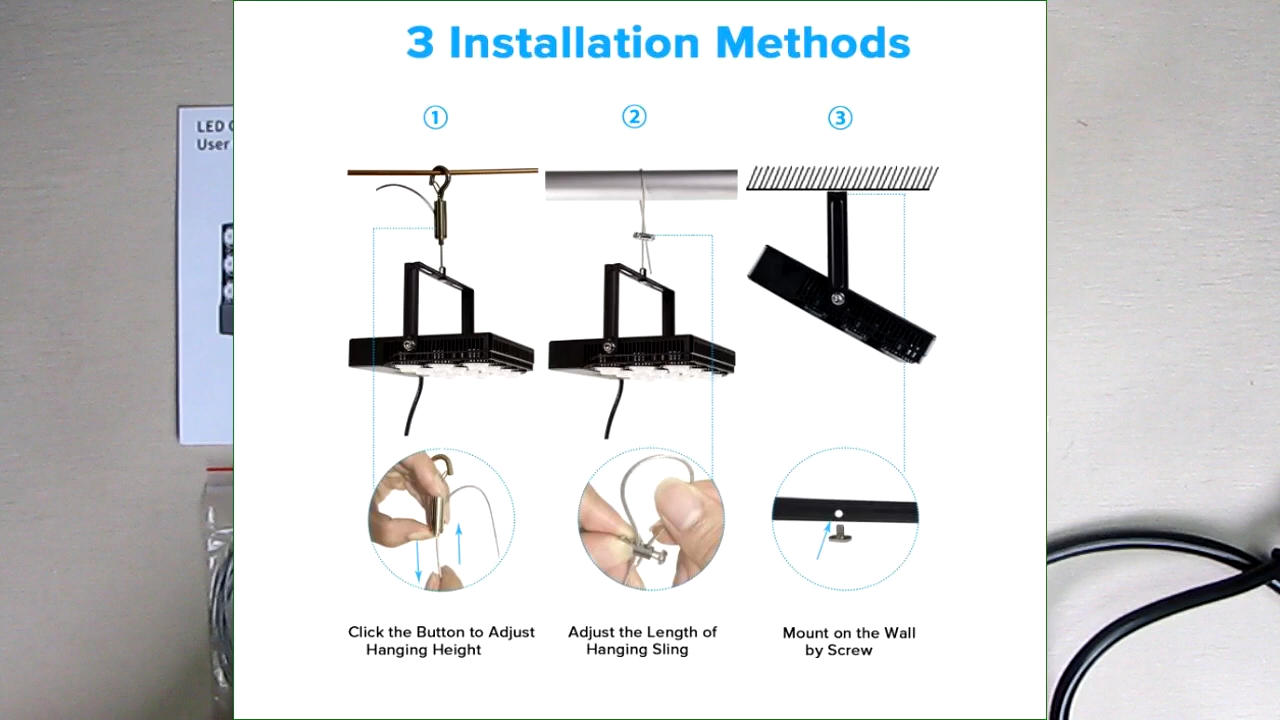 3 Installation Methods
① ② ③
LED
User
Click the Button to Adjust
Hanging Height
Adjust the Length of
Hanging Sling
Mount on the Wall
by Screw